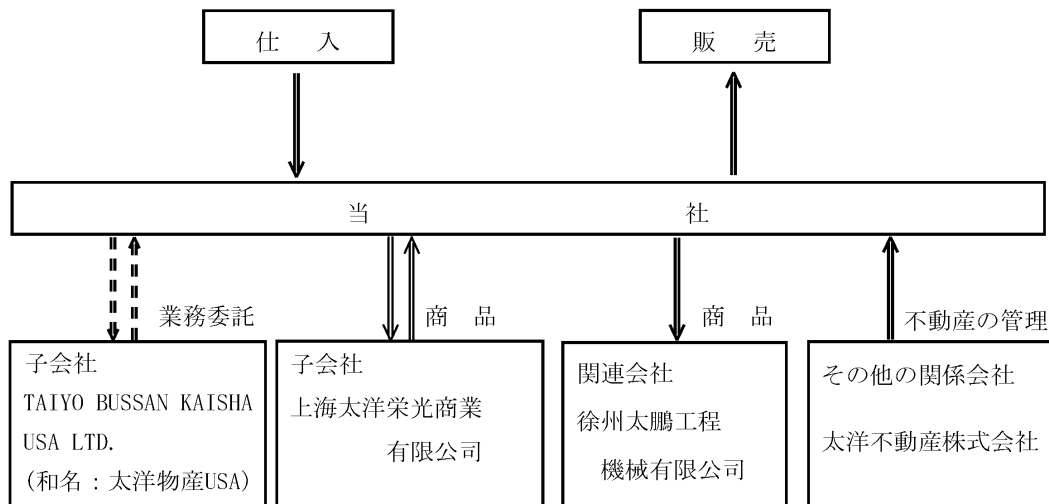 仕 入
販 売
当 社
業務委託
商 品
商 品
不動産の管理
子会社
TAIYO BUSSAN KAISHA
USA LTD.
(和名：太洋物産USA)
子会社
上海太洋栄光商業
有限公司
関連会社
徐州太鵬工程
機械有限公司
その他の関係会社
太洋不動産株式会社